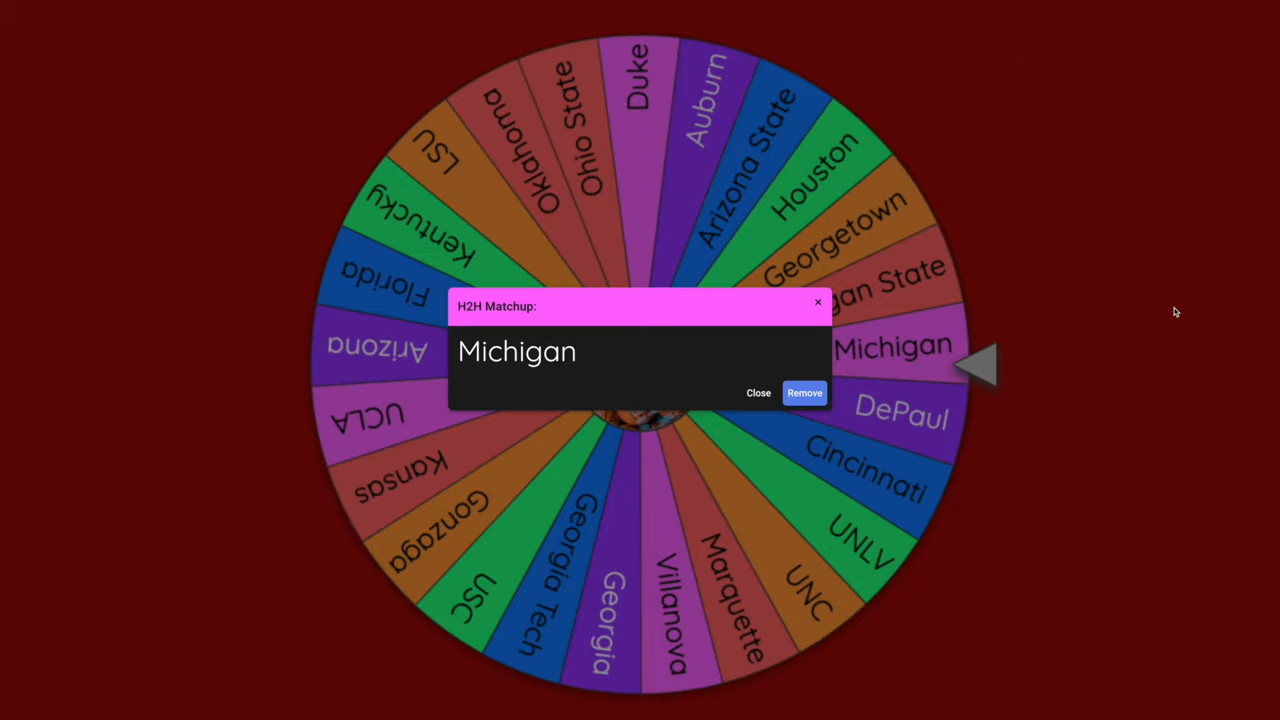 Duke
Auburn
Arizona State
Houston
Georgetown
gan State
Michigan
DePaul
Cincinnati
UNLV
UNC
Marquette
Villanova
Georgia
Georgia Tech
USC
Gonzaga
Kansas
UCLA
Arizona
Florida
Kentucky
LSU
Oklahoma
Ohio State
H2H Matchup:
×
Michigan
Close Remove